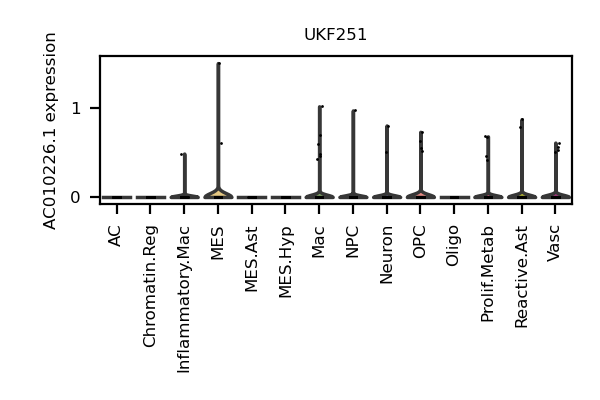 UKF251
AC010226.1 expression
1
0
AC
Chromatin.Reg
Inflammatory.Mac
MES
MES.Ast
MES.Hyp
Mac
NPC
Neuron
OPC
Oligo
Prolif.Metab
Reactive.Ast
Vasc